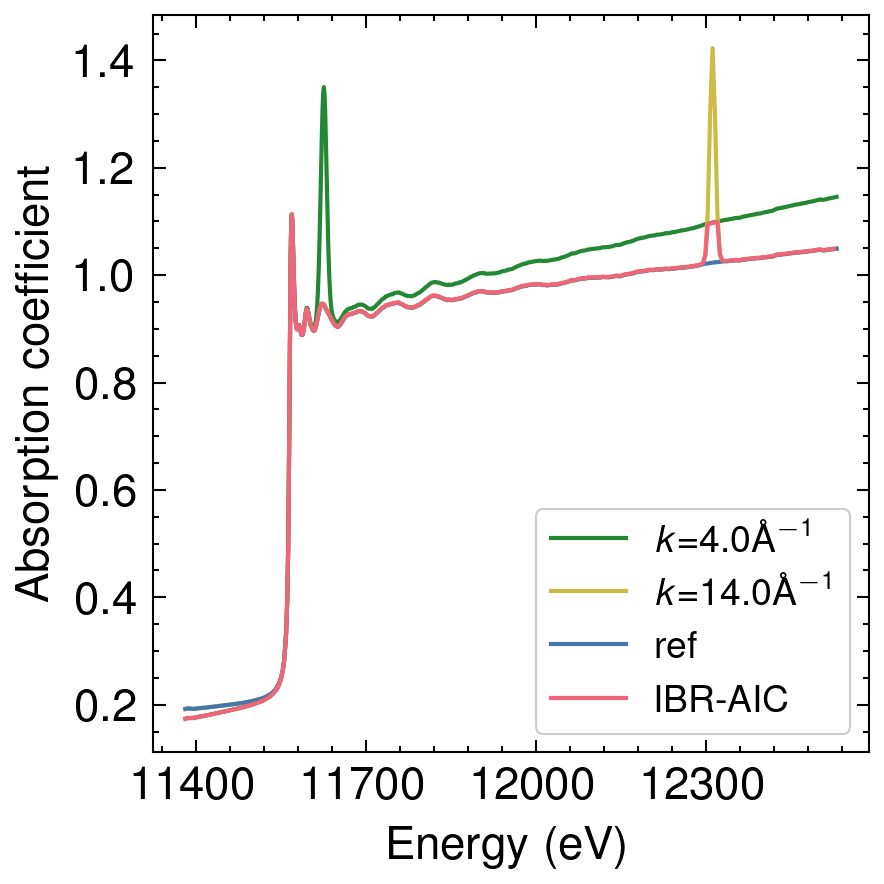 Absorption coefficient
1.4
1.2
1.0
0.8
0.6
0.4
0.2
11400 11700 12000 12300
Energy (eV)
k=4.0Å⁻¹
k=14.0Å⁻¹
ref
IBR-AIC